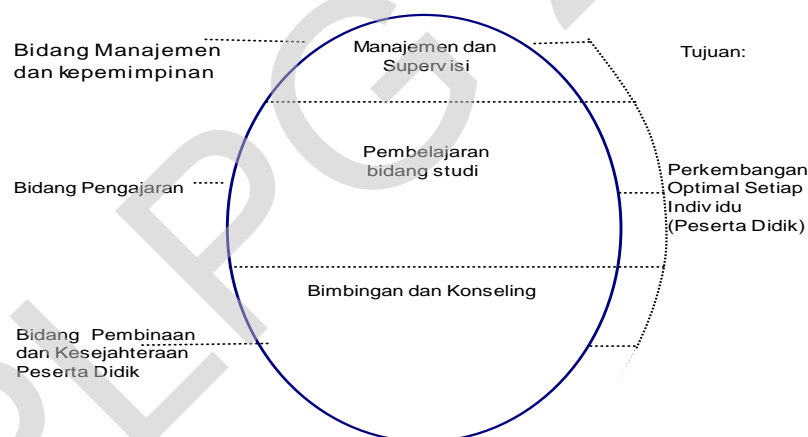 Bidang Manajemen
dan kepemimpinan
Manajemen dan
Supervisi
Tujuan:
Pembelajaran
bidang studi
Bidang Pengajaran
Perkembangan
Optimal Setiap
Individu
(Peserta Didik)
Bimbingan dan Konseling
Bidang Pembinaan
dan Kesejahteraan
Peserta Didik
PLPG